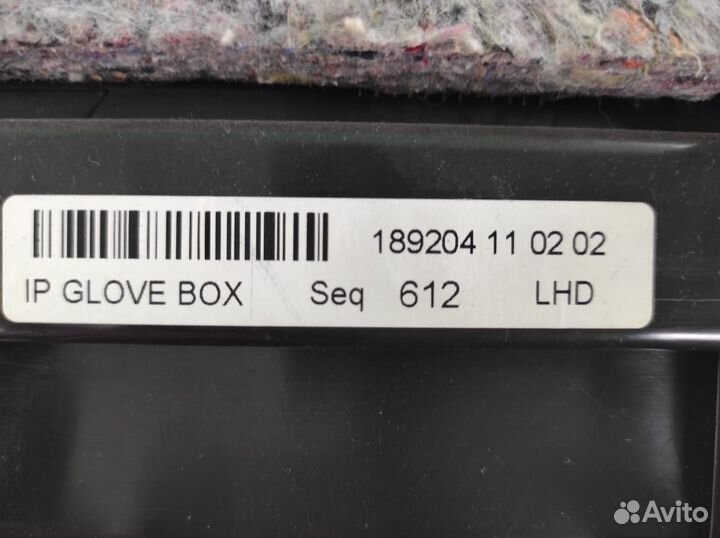 189204 11 02 02
IP GLOVE BOX Seq 612 LHD
Avito